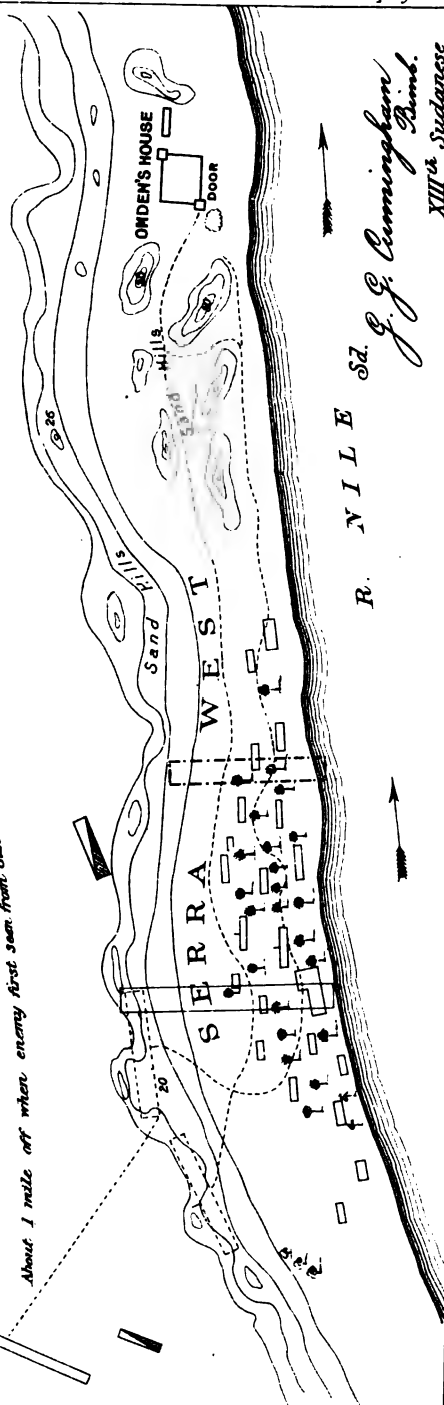 About 1 mile off when enemy first seen from
20
Sand Hills
26
SERRA WEST
Sand Hills
OMDEN'S HOUSE
DOOR
R. NILE
Sd. G. G. Cunningham
Bimb.
XIIIth Sudanese